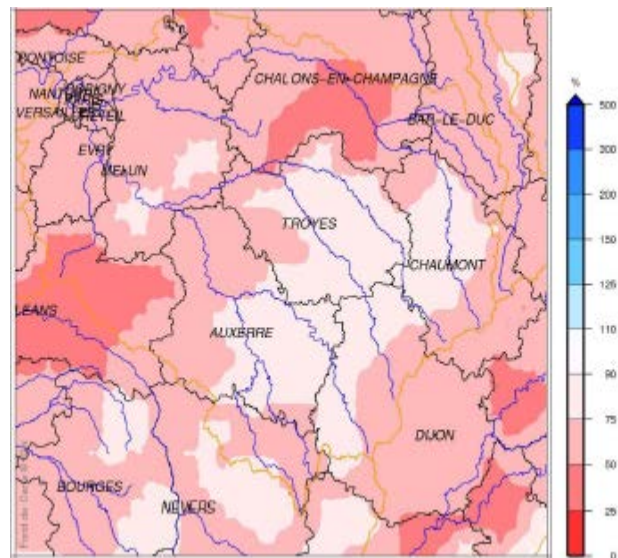 PONTOISE
CHALONS-EN-CHAMPAGNE
%
500
BAR-LE-DUC
EVRY
MELUN
200
TROYES
150
CHAUMONT
125
LEANS
110
AUXERRE
90
75
DIJON
50
BOURGES
NEVERS
25
0